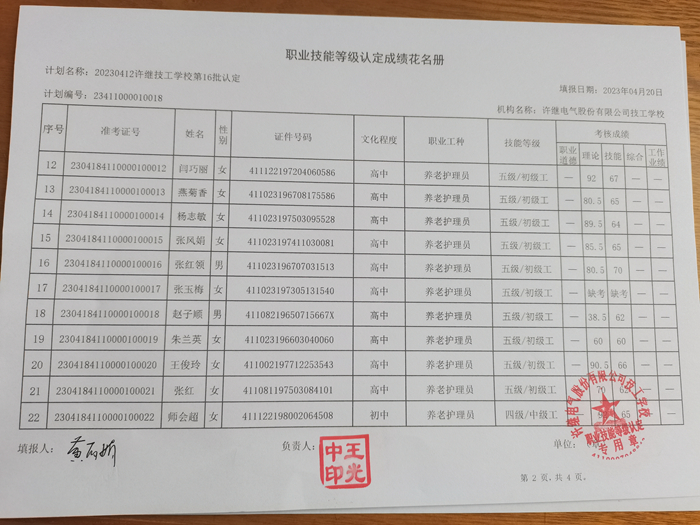 职业技能等级认定成绩花名册
计划名称：20230412许继技工学校第16批认定
填报日期：2023年04月20日
计划编号：23411000010018
机构名称：许继电气股份有限公司技工学校
序号 准考证号 姓名 性别 证件号码 文化程度 职业工种 技能等级 考核成绩
职业道德 理论 技能 综合 工作业绩
12 2304184110000100012 闫巧丽 女 411122197204060586 高中 养老护理员 五级/初级工 — 92 67 — —
13 2304184110000100013 燕菊香 女 411023196708175586 高中 养老护理员 五级/初级工 — 80.5 65 — —
14 2304184110000100014 杨志敏 女 411023197503095528 高中 养老护理员 五级/初级工 — 89.5 64 — —
15 2304184110000100015 张风娟 女 411023197411030081 高中 养老护理员 五级/初级工 — 85.5 65 — —
16 2304184110000100016 张红领 男 411023196707031513 高中 养老护理员 五级/初级工 — 80.5 70 — —
17 2304184110000100017 张玉梅 女 411023197305131540 高中 养老护理员 五级/初级工 — 缺考 缺考 — —
18 2304184110000100018 赵子顺 男 41108219650715667X 高中 养老护理员 五级/初级工 — 38.5 62 — —
19 2304184110000100019 朱兰英 女 411023196603040060 高中 养老护理员 五级/初级工 — 60 60 — —
20 2304184110000100020 王俊玲 女 411002197712253543 高中 养老护理员 五级/初级工 — 90.5 66 — —
21 2304184110000100021 张红 女 411081197503084101 高中 养老护理员 五级/初级工 — 70 — —
22 2304184110000100022 师会超 女 411122198002064508 初中 养老护理员 四级/中级工 — 65 — —
填报人：
负责人：
王光中印
单位：
许继电气股份有限公司技工学校
职业技能等级认定
专用章
第 2 页，共 4 页。